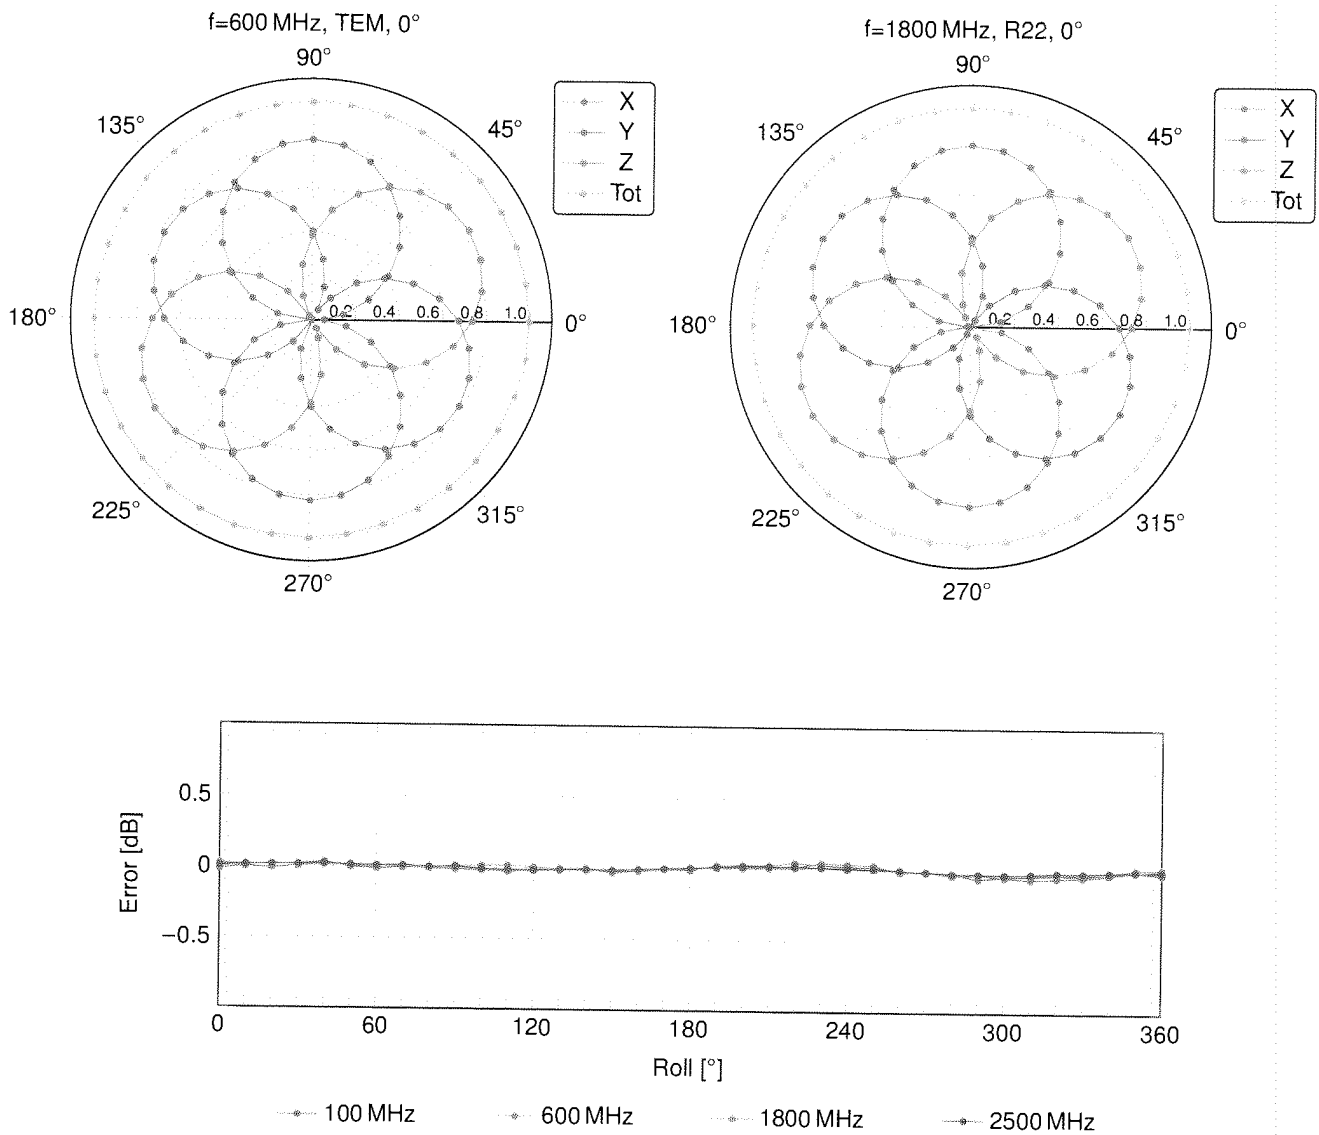 f=600 MHz, TEM, 0°
90°
135°
45°
180°
0.2 0.4 0.6 0.8 1.0
0°
225°
315°
270°
X
Y
Z
Tot
f=1800 MHz, R22, 0°
90°
135°
45°
180°
0.2 0.4 0.6 0.8 1.0
0°
225°
315°
270°
X
Y
Z
Tot
Error [dB]
0.5
0
−0.5
0 60 120 180 240 300 360
Roll [°]
100 MHz 600 MHz 1800 MHz 2500 MHz